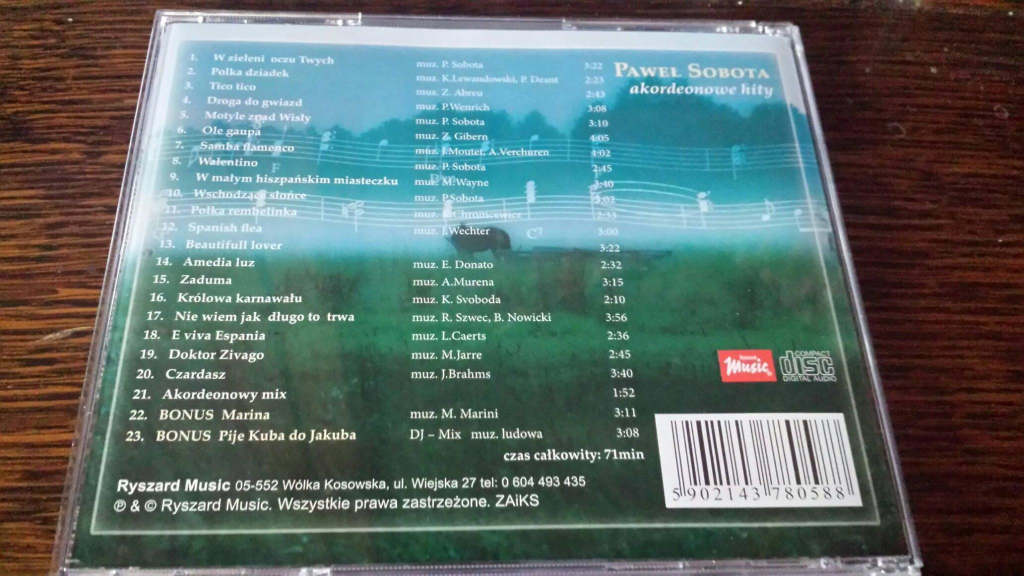 PAWEL SOBOTA
akordeonowe hity
1. W zieleni oczu Twych muz. P. Sobota 3:22
2. Polka dziadek muz. K.Lewandowski, P. Deant 2:23
3. Tico tico muz. Z. Abreu 2:43
4. Droga do gwiazd muz. P.Wenrich 3:08
5. Motyle znad Wisły muz. P. Sobota 3:10
6. Ole gaupa muz. Z. Gibern 4:05
7. Samba flamenco muz. J.Moutet, A.Verchuren 4:02
8. Walentino muz. P. Sobota 2:45
9. W małym hiszpańskim miasteczku muz. M.Wayne 2:40
10. Wschodzące słońce muz. P.Sobota 3:02
11. Polka rembelinka muz. 2:33
12. Spanish flea muz. J.Wechter 3:00
13. Beautifull lover 3:22
14. Amedia luz muz. E. Donato 2:32
15. Zaduma muz. A.Murena 3:15
16. Królowa karnawału muz. K. Svoboda 2:10
17. Nie wiem jak długo to trwa muz. R. Szwec, B. Nowicki 3:56
18. E viva Espania muz. L.Caerts 2:36
19. Doktor Zivago muz. M.Jarre 2:45
20. Czardasz muz. J.Brahms 3:40
21. Akordeonowy mix 1:52
22. BONUS Marina muz. M. Marini 3:11
23. BONUS Pije Kuba do Jakuba DJ – Mix muz. ludowa 3:08
czas całkowity: 71min
C7
Music
COMPACT
disc
DIGITAL AUDIO
Ryszard Music 05-552 Wólka Kosowska, ul. Wiejska 27 tel: 0 604 493 435
℗ & © Ryszard Music. Wszystkie prawa zastrzeżone. ZAiKS
5 902143 780588